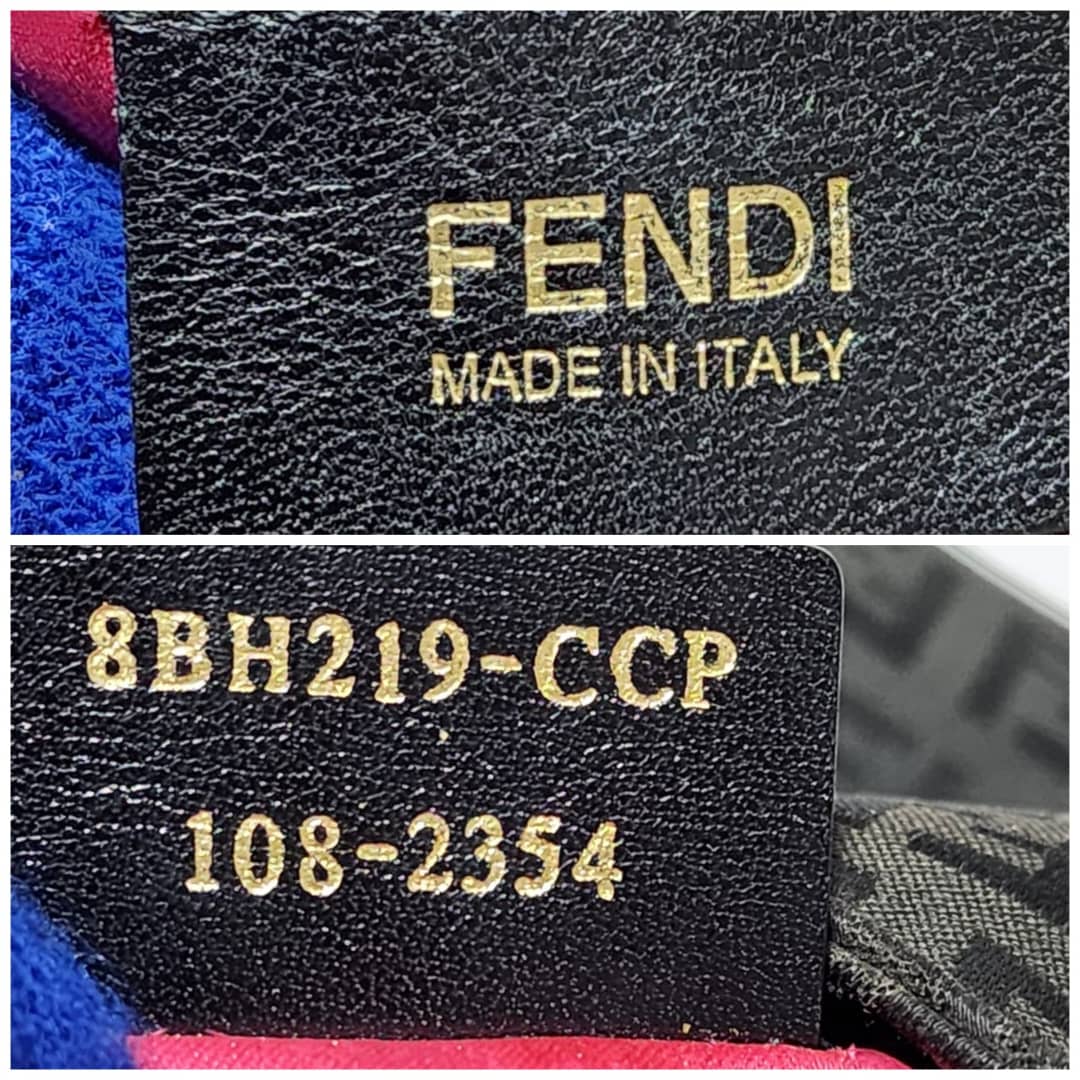 FENDI
MADE IN ITALY
8BH219-CCP
108-2354